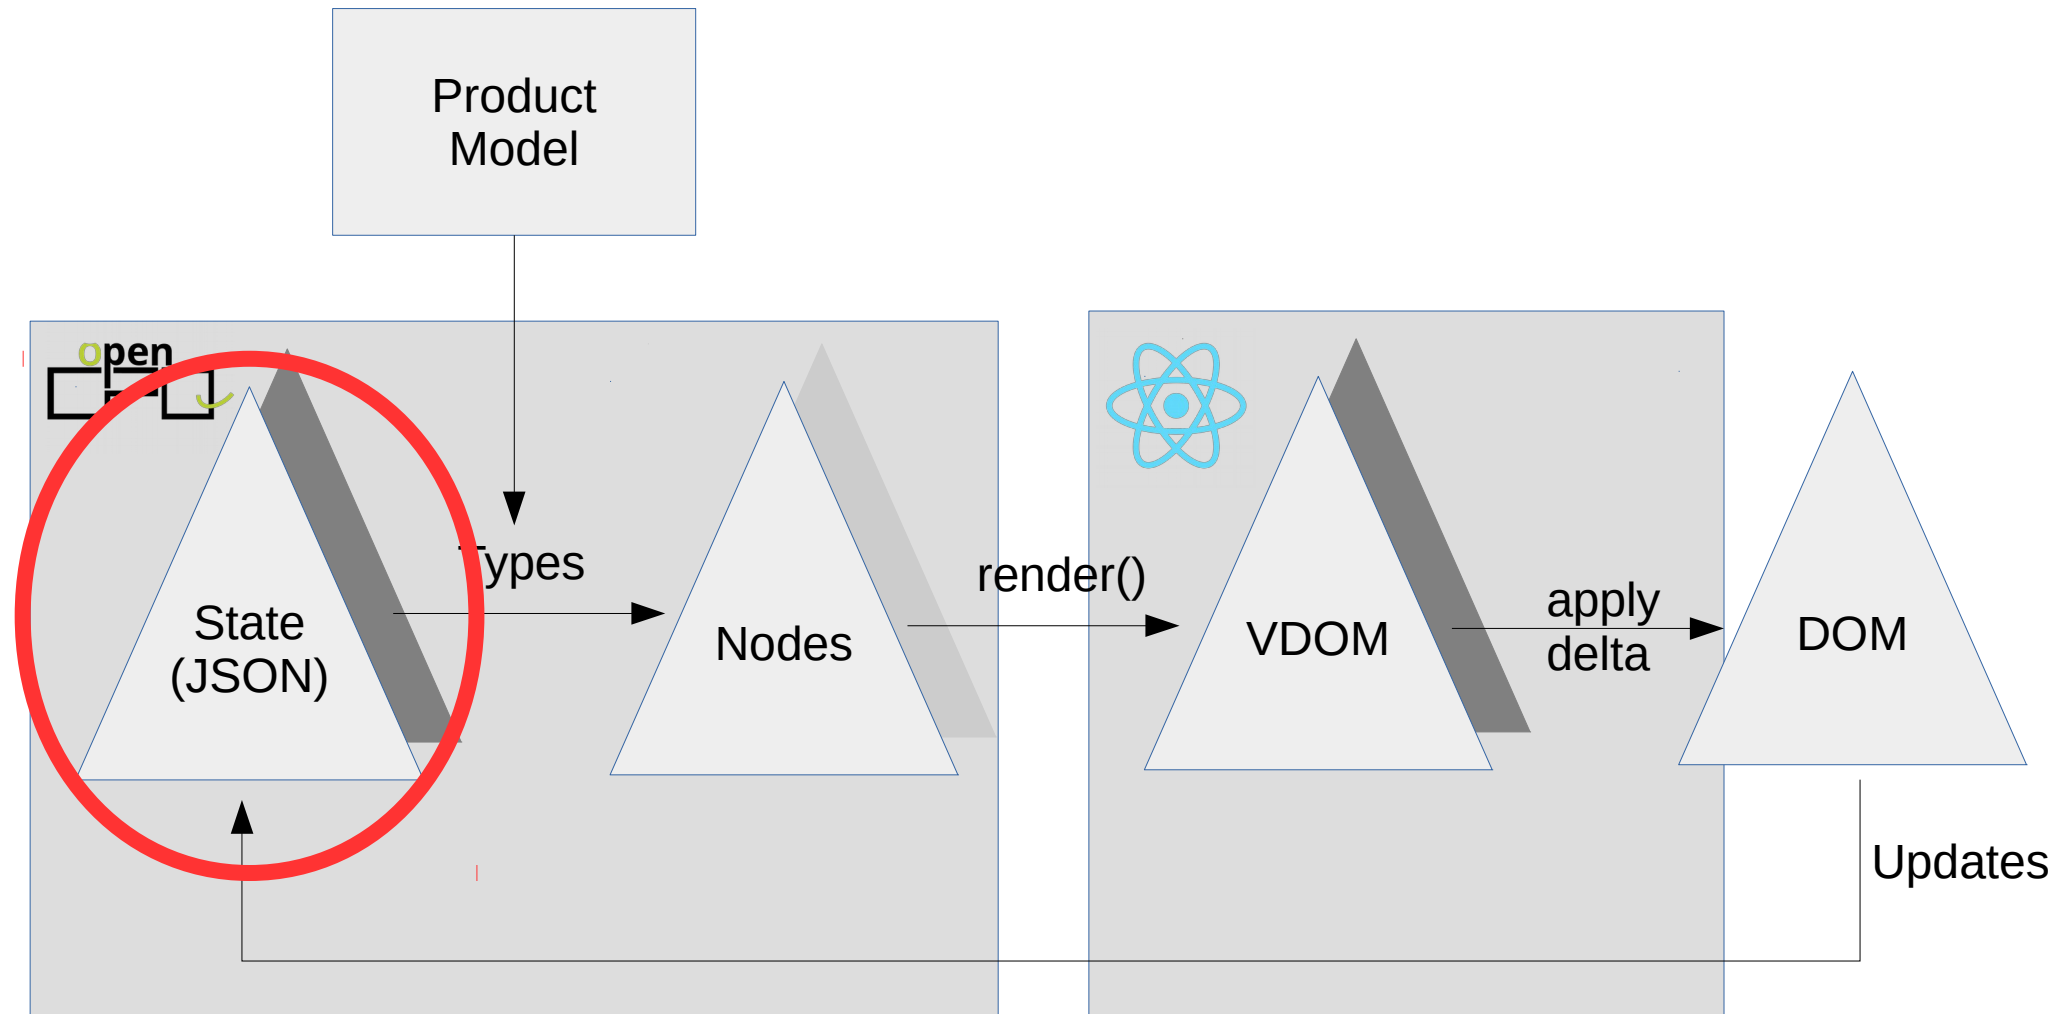 Product
Model
open
Types
State
(JSON)
Nodes
render()
VDOM
apply
delta
DOM
Updates